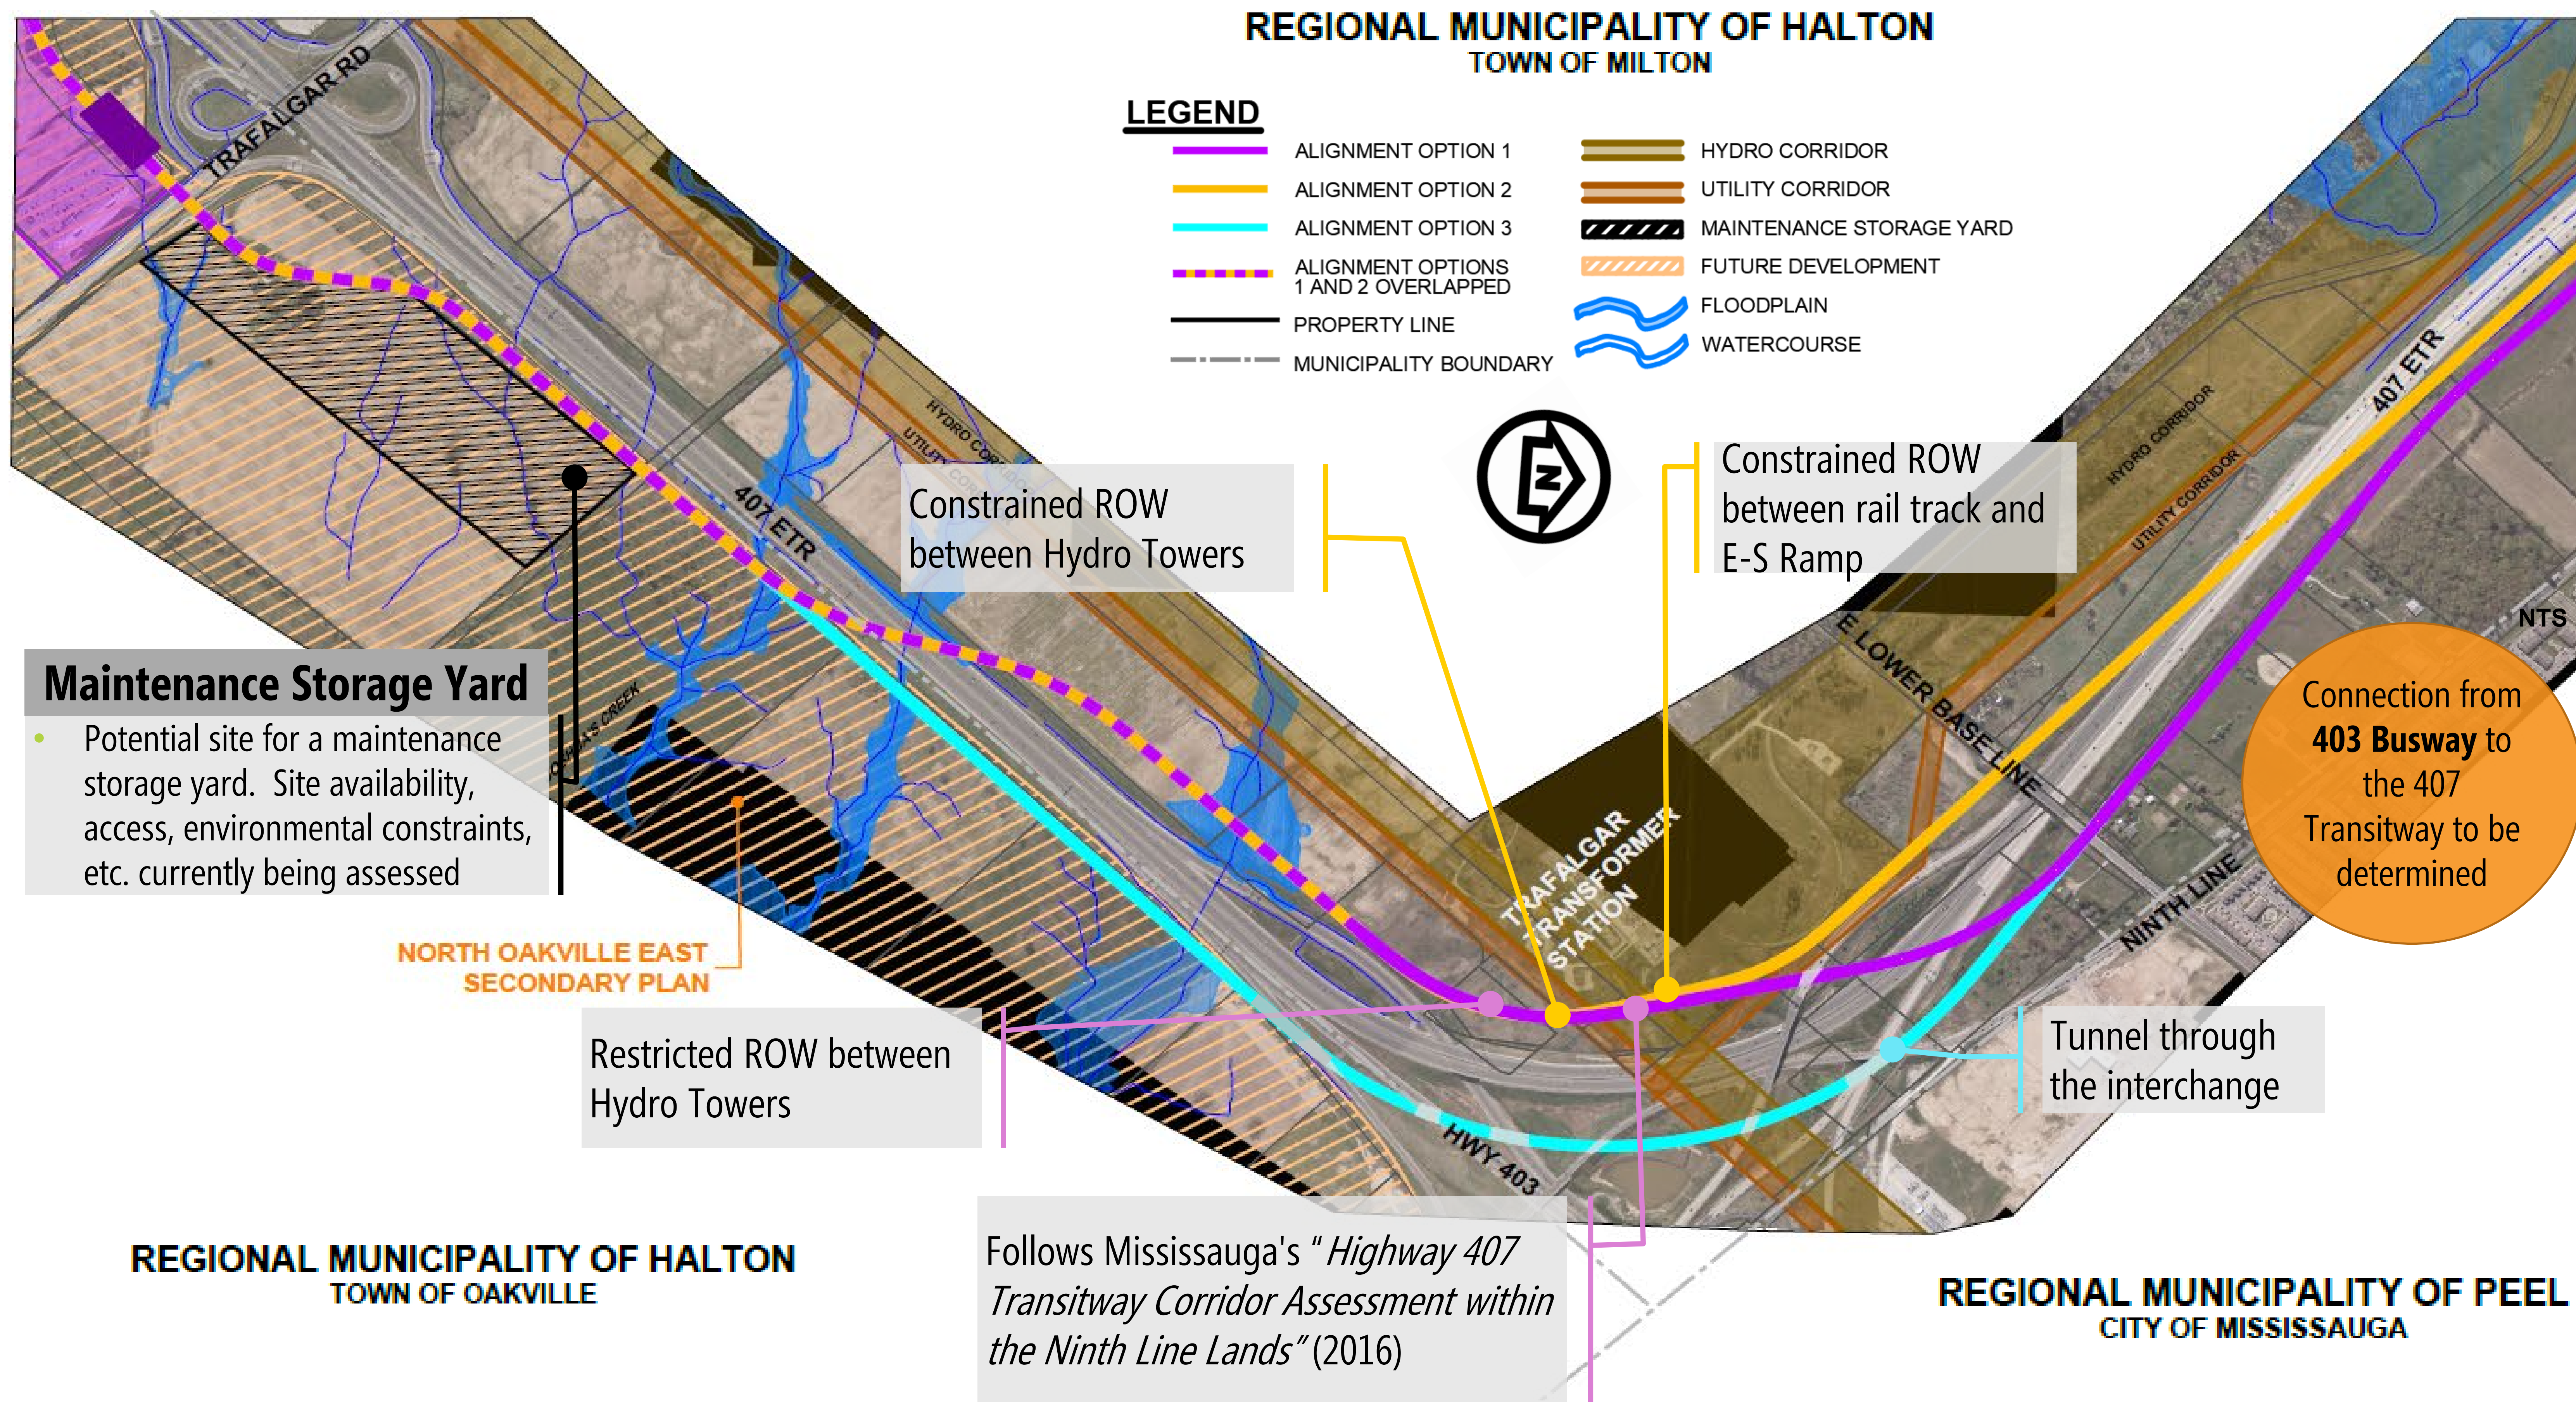 REGIONAL MUNICIPALITY OF HALTON
TOWN OF MILTON
LEGEND
ALIGNMENT OPTION 1
ALIGNMENT OPTION 2
ALIGNMENT OPTION 3
ALIGNMENT OPTIONS
1 AND 2 OVERLAPPED
PROPERTY LINE
MUNICIPALITY BOUNDARY
HYDRO CORRIDOR
UTILITY CORRIDOR
MAINTENANCE STORAGE YARD
FUTURE DEVELOPMENT
FLOODPLAIN
WATERCOURSE
N
TRAFALGAR RD
407 ETR
HYDRO CORRIDOR
UTILITY CORRIDOR
HYDRO
UTILITY
407 ETR
Constrained ROW
between Hydro Towers
Constrained ROW
between rail track and
E-S Ramp
E LOWER BASE LINE
NTS
Connection from
403 Busway to
the 407
Transitway to be
determined
Maintenance Storage Yard
• Potential site for a maintenance
storage yard. Site availability,
access, environmental constraints,
etc. currently being assessed
CREEK
NORTH OAKVILLE EAST
SECONDARY PLAN
TRAFALGAR
TRANSFORMER
STATION
NINTH LINE
Restricted ROW between
Hydro Towers
Tunnel through
the interchange
HWY 403
Follows Mississauga's "Highway 407
Transitway Corridor Assessment within
the Ninth Line Lands" (2016)
REGIONAL MUNICIPALITY OF HALTON
TOWN OF OAKVILLE
REGIONAL MUNICIPALITY OF PEEL
CITY OF MISSISSAUGA